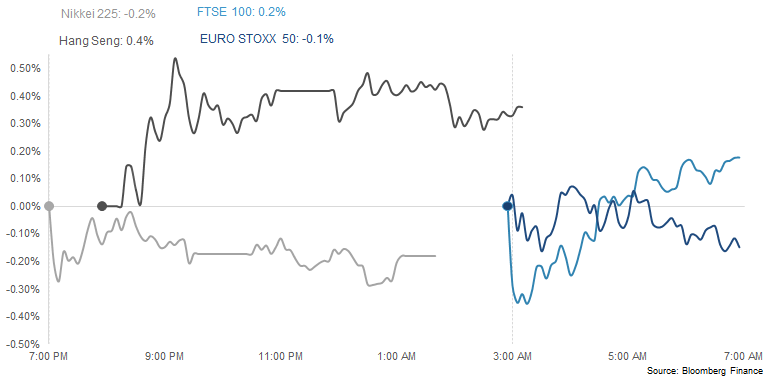 Nikkei 225: -0.2%
FTSE 100: 0.2%
Hang Seng: 0.4%
EURO STOXX 50: -0.1%
0.50%
0.40%
0.30%
0.20%
0.10%
0.00%
-0.10%
-0.20%
-0.30%
-0.40%
-0.50%
7:00 PM
9:00 PM
11:00 PM
1:00 AM
3:00 AM
5:00 AM
7:00 AM
Source: Bloomberg Finance